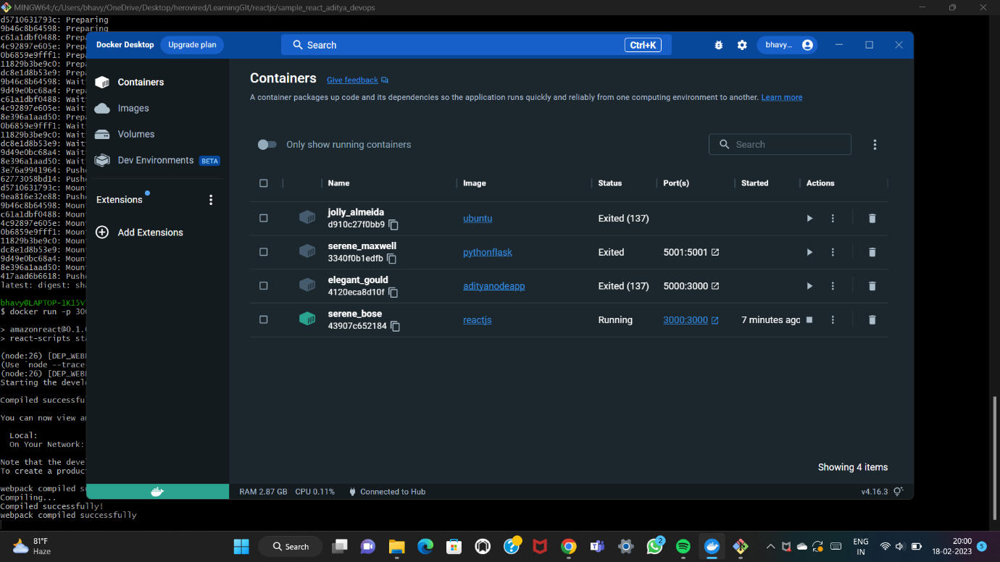 MINGW64:/c/Users/bhavy/OneDrive/Desktop/herovired/LearningGIt/reactjs/sample_react_aditya_devops
d5710631793c: Preparing
9b46c8b64598: Preparing
c61a1dbf0488: Prep
4c92897e605e: Prep
0b6859e9fff1: Prep
11829b3be9c0: Prep
dc8e1d8b53e9: Prep
9b46c8b64598: Wait
9d49e0bc68a4: Prep
c61a1dbf0488: Wait
4c92897e605e: Wait
8e396a1aad50: Prep
0b6859e9fff1: Wait
11829b3be9c0: Wait
dc8e1d8b53e9: Wait
9d49e0bc68a4: Wait
8e396a1aad50: Wait
3e76a9941964: Push
62773058bd14: Push
d5710631793c: Moun
9ea816e32e88: Push
9b46c8b64598: Moun
c61a1dbf0488: Moun
4c92897e605e: Moun
0b6859e9fff1: Moun
11829b3be9c0: Moun
dc8e1d8b53e9: Moun
9d49e0bc68a4: Moun
8e396a1aad50: Moun
417aad6b6618: Push
latest: digest: sha
bhavy@LAPTOP-1K15V
$ docker run -p 300
> amazonreact@0.1.0
> react-scripts sta
(node:26) [DEP_WEBP
(Use `node --trace-
(node:26) [DEP_WEBP
Starting the devel
Compiled successfu
You can now view am
Local:
On Your Network:
Note that the devel
To create a produc
webpack compiled su
Compiling...
Compiled successfully!
webpack compiled successfully
Docker Desktop
Upgrade plan
Search
Ctrl+K
bhavy...
Containers
Images
Volumes
Dev Environments BETA
Extensions
Add Extensions
Containers
Give feedback
A container packages up code and its dependencies so the application runs quickly and reliably from one computing environment to another. Learn more
Only show running containers
Search
Name Image Status Port(s) Started Actions
jolly_almeida
d910c27f0bb9 ubuntu Exited (137)
serene_maxwell
3340f0b1edfb pythonflask Exited 5001:5001
elegant_gould
4120eca8d10f adityanodeapp Exited (137) 5000:3000
serene_bose
43907c652184 reactjs Running 3000:3000 7 minutes ago
Showing 4 items
RAM 2.87 GB CPU 0.11% Connected to Hub
v4.16.3
81°F
Haze
Search
2
ENG
IN
20:00
18-02-2023
5